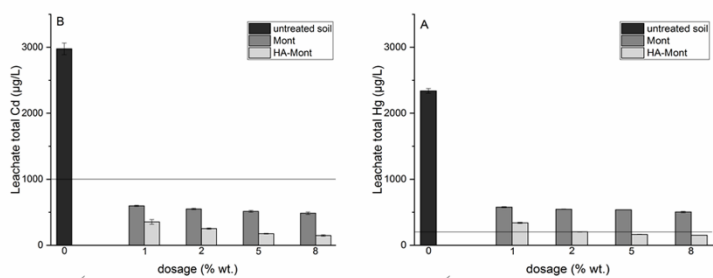 B
untreated soil
Mont
HA-Mont
Leachate total Cd (μg/L)
3000
2000
1000
0
0
1
2
5
8
dosage (% wt.)
A
untreated soil
Mont
HA-Mont
Leachate total Hg (μg/L)
3000
2000
1000
0
0
1
2
5
8
dosage (% wt.)